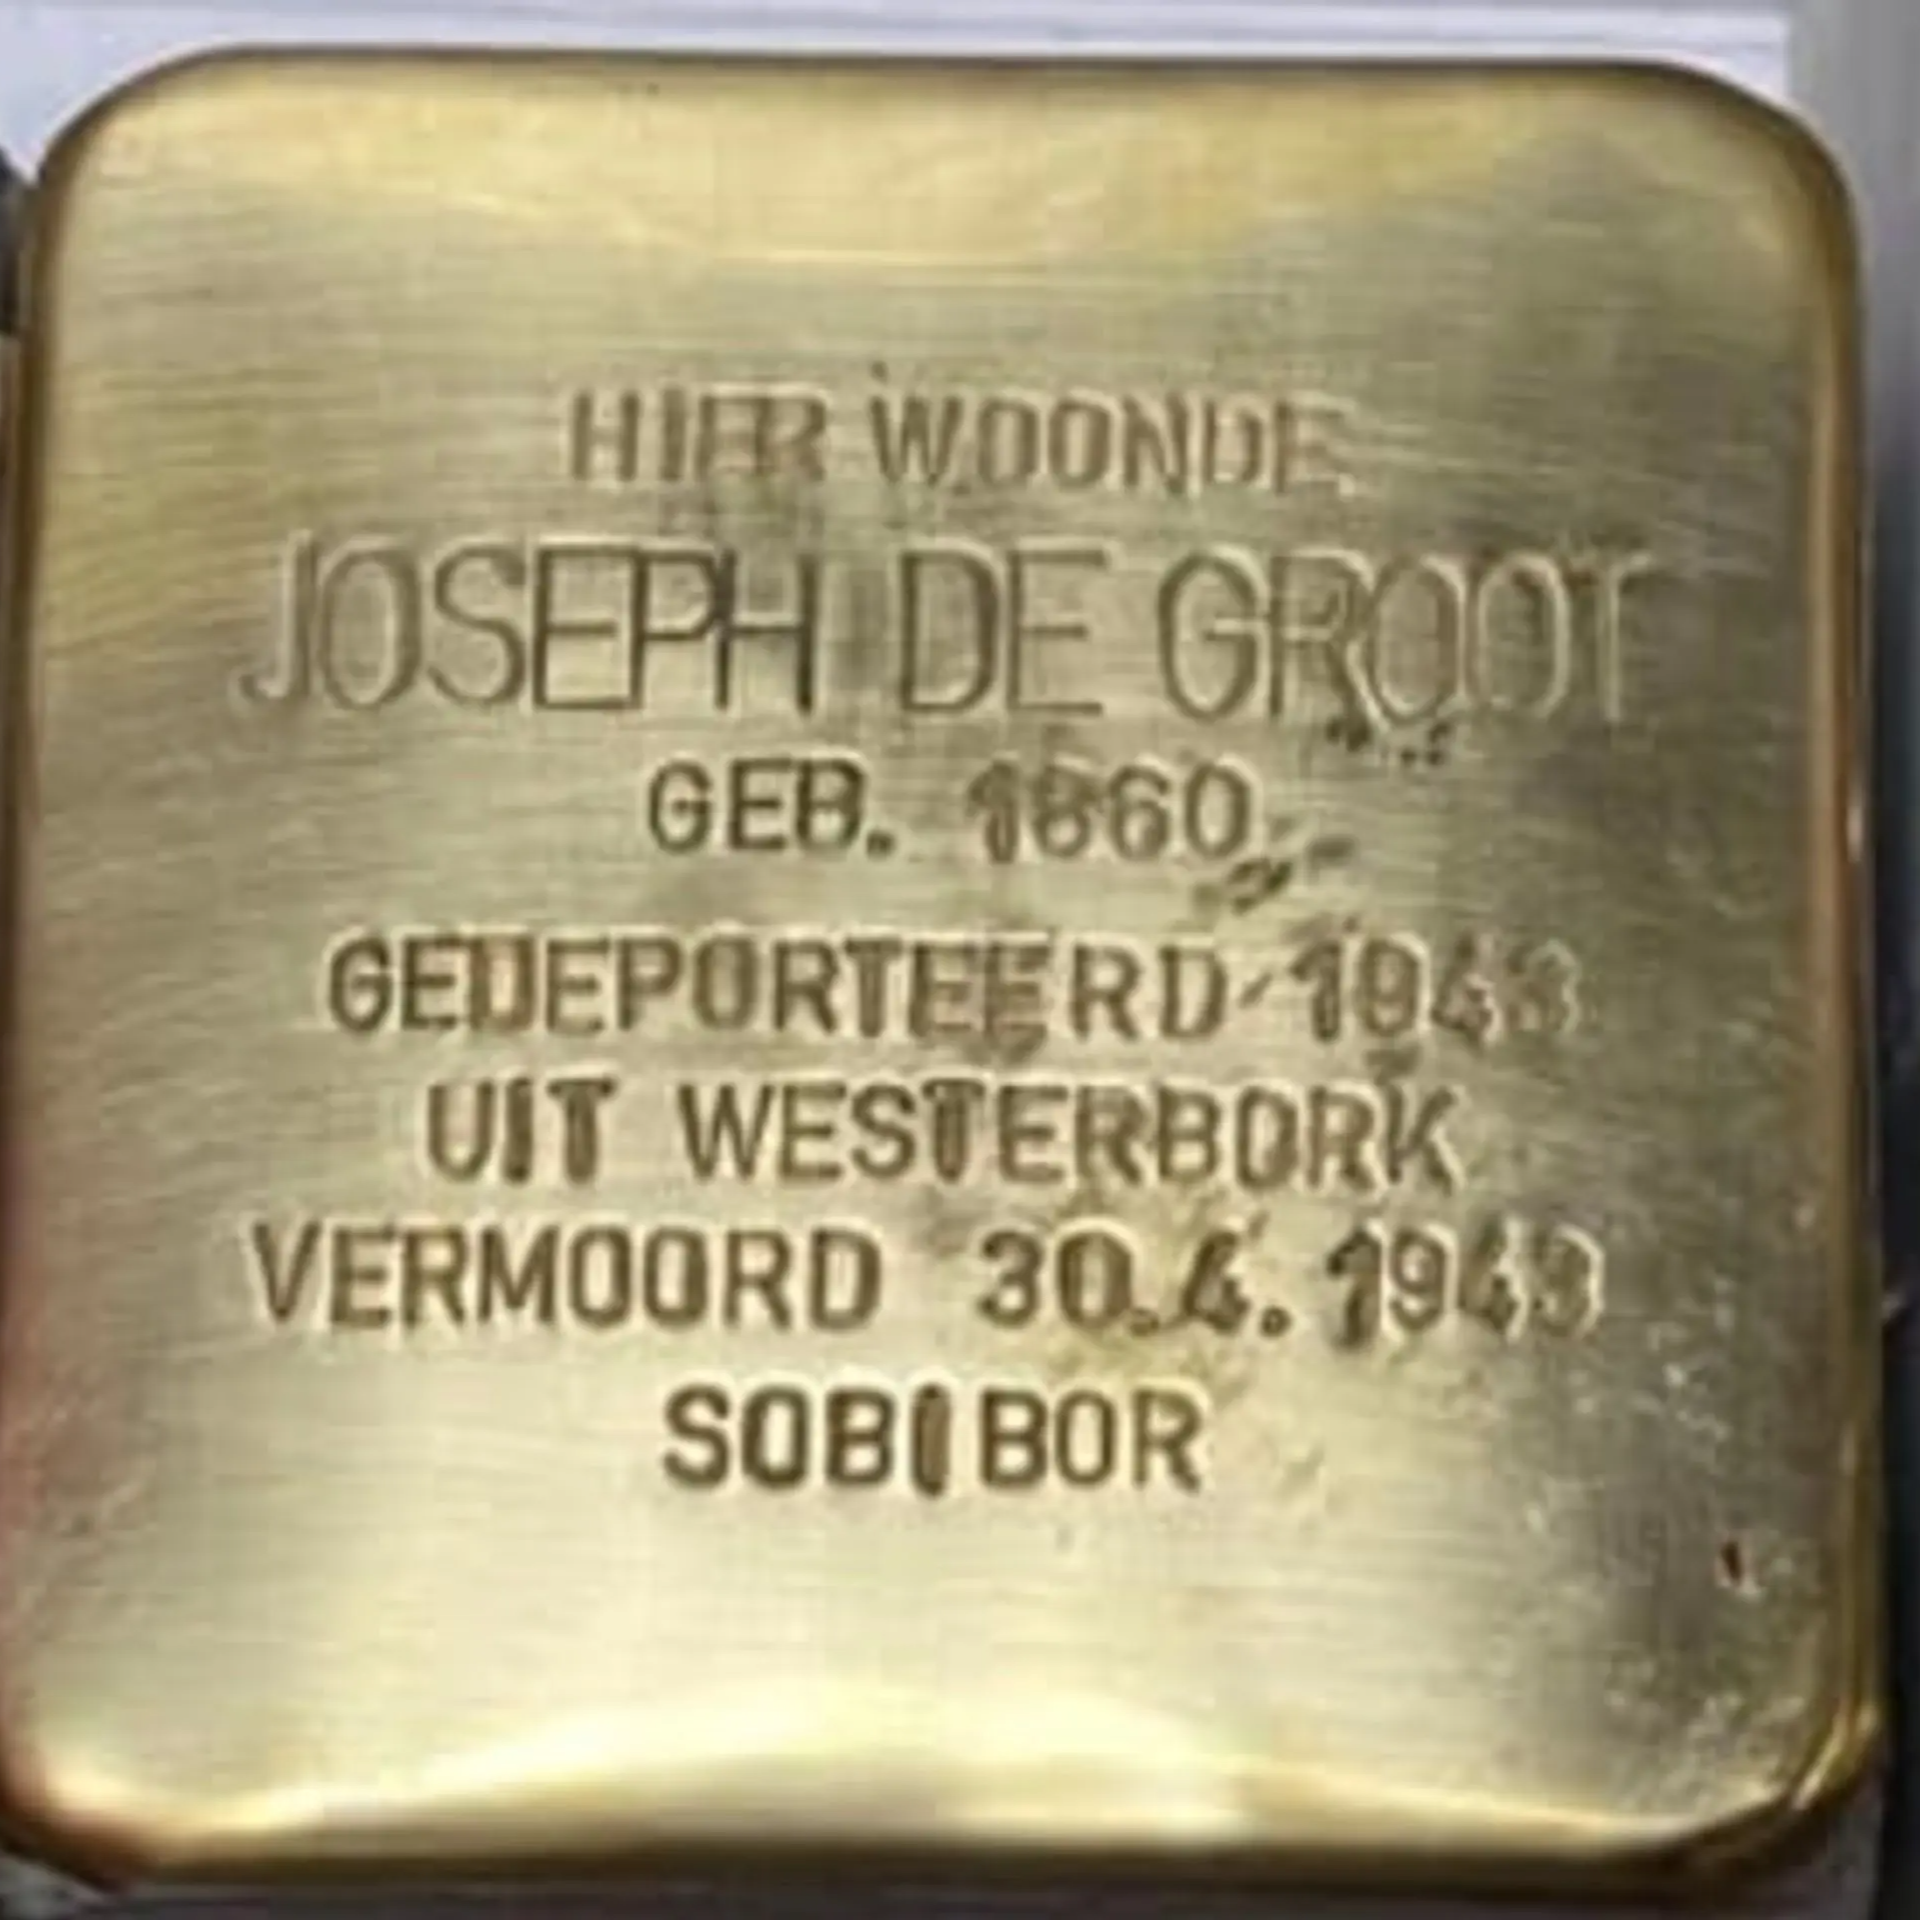 HIER WOONDE
JOSEPH DE GROOT
GEB. 1860
GEDEPORTEERD 1943
UIT WESTERBORK
VERMOORD 30.4.1943
SOBIBOR